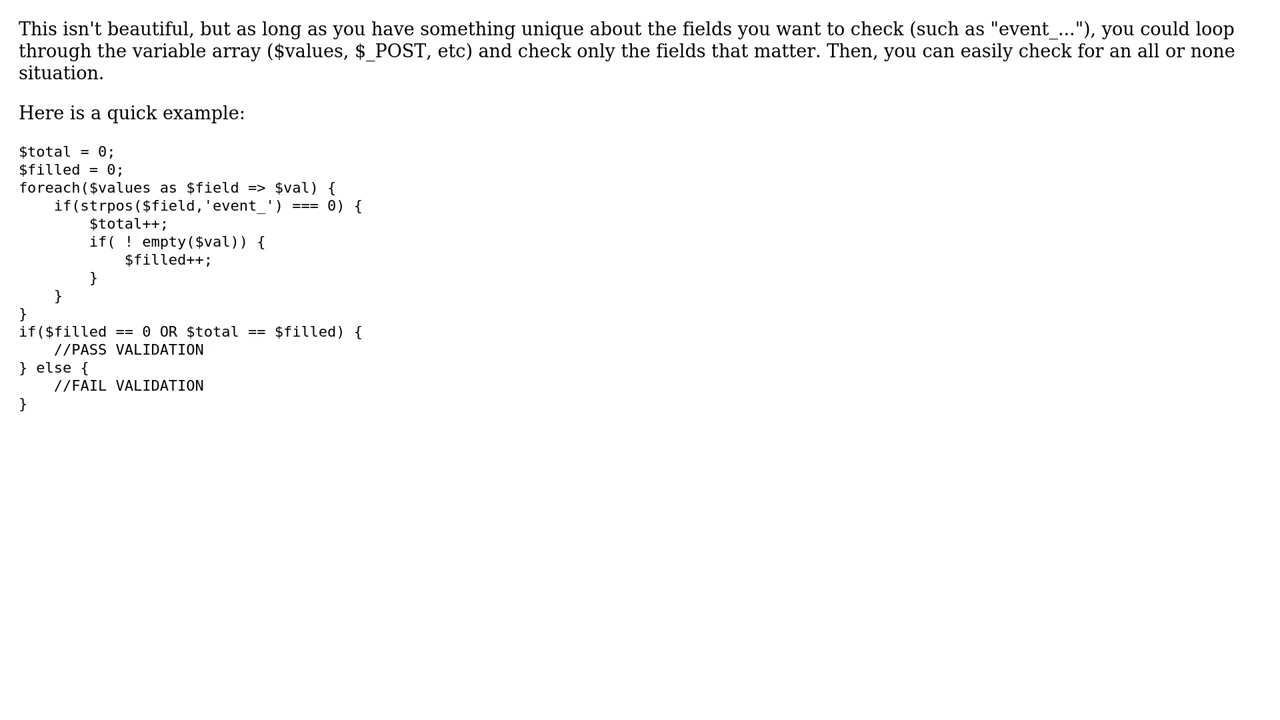 This isn't beautiful, but as long as you have something unique about the fields you want to check (such as "event_..."), you could loop
through the variable array ($values, $_POST, etc) and check only the fields that matter. Then, you can easily check for an all or none
situation.
Here is a quick example:
$total = 0;
$filled = 0;
foreach($values as $field => $val) {
    if(strpos($field,'event_') === 0) {
        $total++;
        if( ! empty($val)) {
            $filled++;
        }
    }
}
if($filled == 0 OR $total == $filled) {
    //PASS VALIDATION
} else {
    //FAIL VALIDATION
}